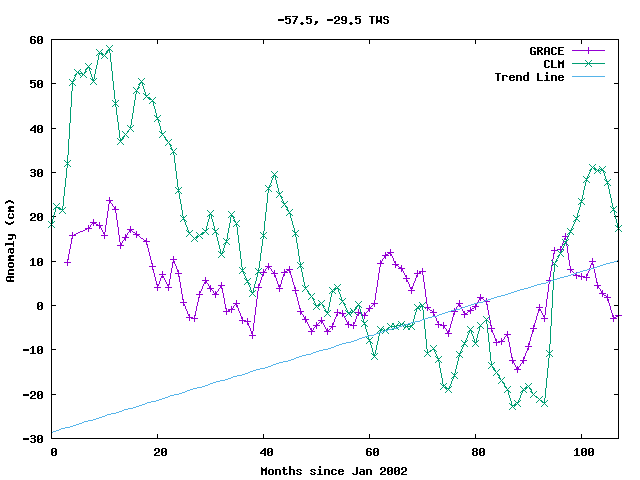 -57.5, -29.5 TWS
GRACE
CLM
Trend Line
60
50
40
30
20
10
0
-10
-20
-30
Anomaly (cm)
0 20 40 60 80 100
Months since Jan 2002